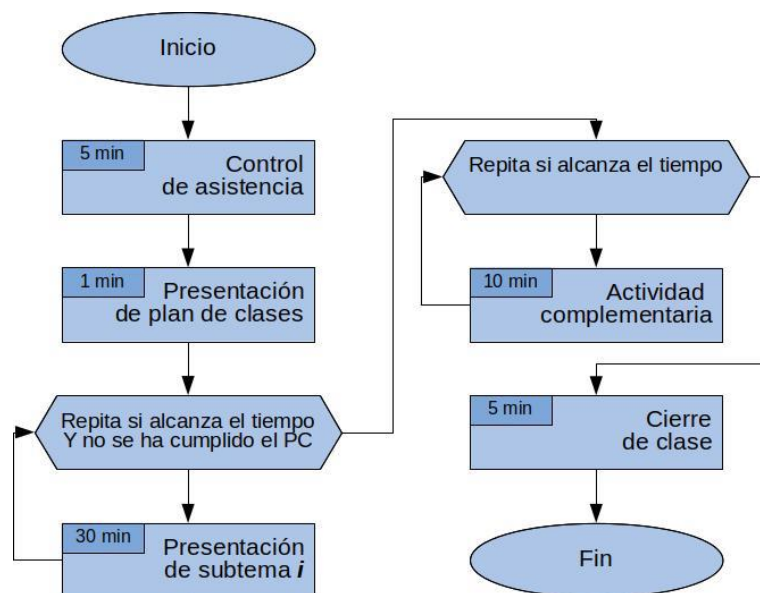 Inicio
5 min
Control
de asistencia
1 min
Presentación
de plan de clases
Repita si alcanza el tiempo
Y no se ha cumplido el PC
30 min
Presentación
de subtema i
Repita si alcanza el tiempo
10 min
Actividad
complementaria
5 min
Cierre
de clase
Fin